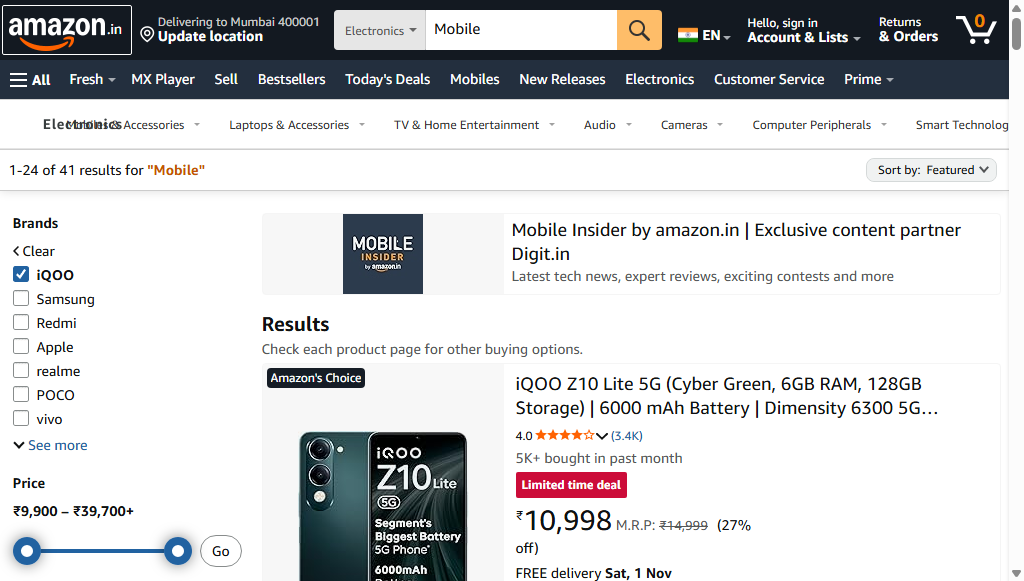 amazon.in
Delivering to Mumbai 400001
Update location
Electronics
Mobile
EN
Hello, sign in
Account & Lists
Returns
& Orders
0
All
Fresh
MX Player
Sell
Bestsellers
Today's Deals
Mobiles
New Releases
Electronics
Customer Service
Prime
Electronics
Mobiles & Accessories
Laptops & Accessories
TV & Home Entertainment
Audio
Cameras
Computer Peripherals
Smart Technolog
1-24 of 41 results for "Mobile"
Sort by: Featured
Brands
Clear
iQOO
Samsung
Redmi
Apple
realme
POCO
vivo
See more
Price
₹9,900 – ₹39,700+
Go
MOBILE
INSIDER
by amazon.in
Mobile Insider by amazon.in | Exclusive content partner
Digit.in
Latest tech news, expert reviews, exciting contests and more
Results
Check each product page for other buying options.
Amazon's Choice
iQOO
Z10 Lite
5G
Segment's
Biggest Battery
5G Phone*
6000mAh
iQOO Z10 Lite 5G (Cyber Green, 6GB RAM, 128GB
Storage) | 6000 mAh Battery | Dimensity 6300 5G…
4.0 (3.4K)
5K+ bought in past month
Limited time deal
₹10,998 M.R.P: ₹14,999 (27%
off)
FREE delivery Sat, 1 Nov